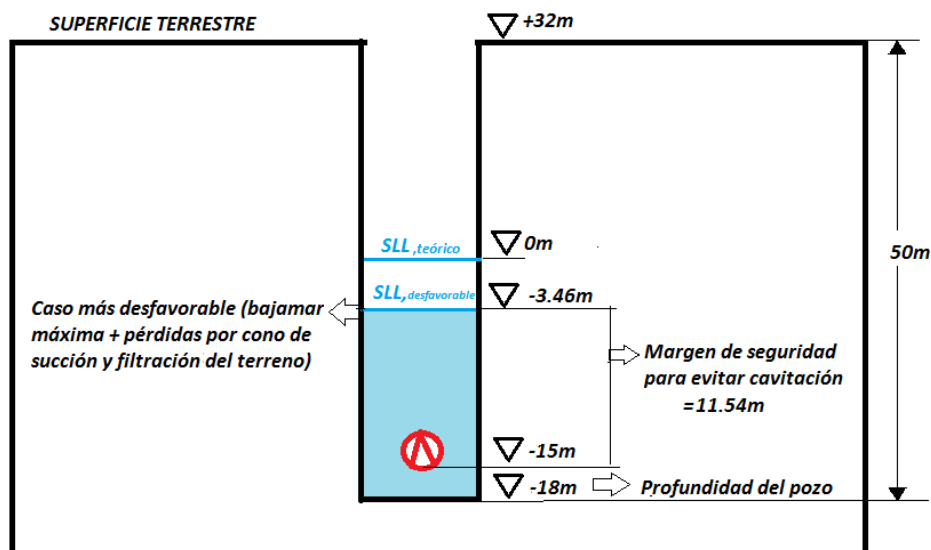 SUPERFICIE TERRESTRE
+32m
SLL,teórico
0m
50m
SLL,desfavorable
-3.46m
Caso más desfavorable (bajamar
máxima + pérdidas por cono de
succión y filtración del terreno)
Margen de seguridad
para evitar cavitación
=11.54m
-15m
-18m
Profundidad del pozo